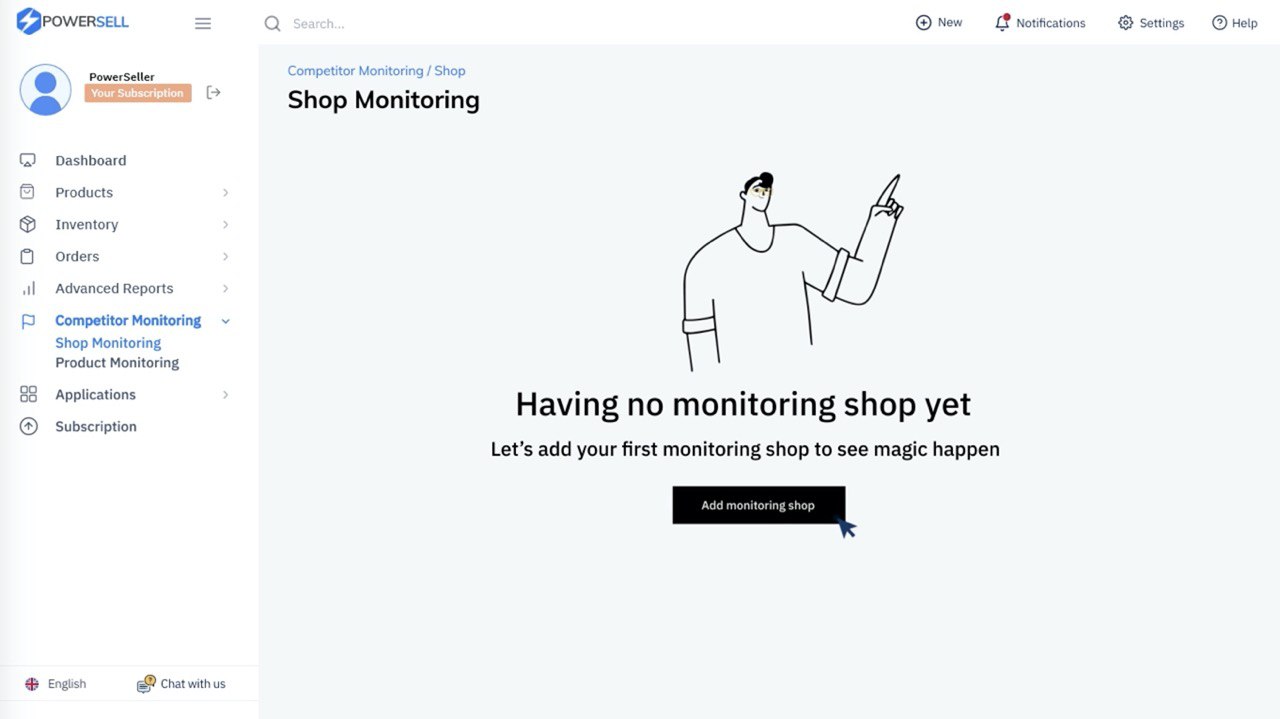 POWERSELL
Search...
New
Notifications
Settings
Help
PowerSeller
Your Subscription
Dashboard
Products
Inventory
Orders
Advanced Reports
Competitor Monitoring
Shop Monitoring
Product Monitoring
Applications
Subscription
English
Chat with us
Competitor Monitoring / Shop
Shop Monitoring
Having no monitoring shop yet
Let’s add your first monitoring shop to see magic happen
Add monitoring shop